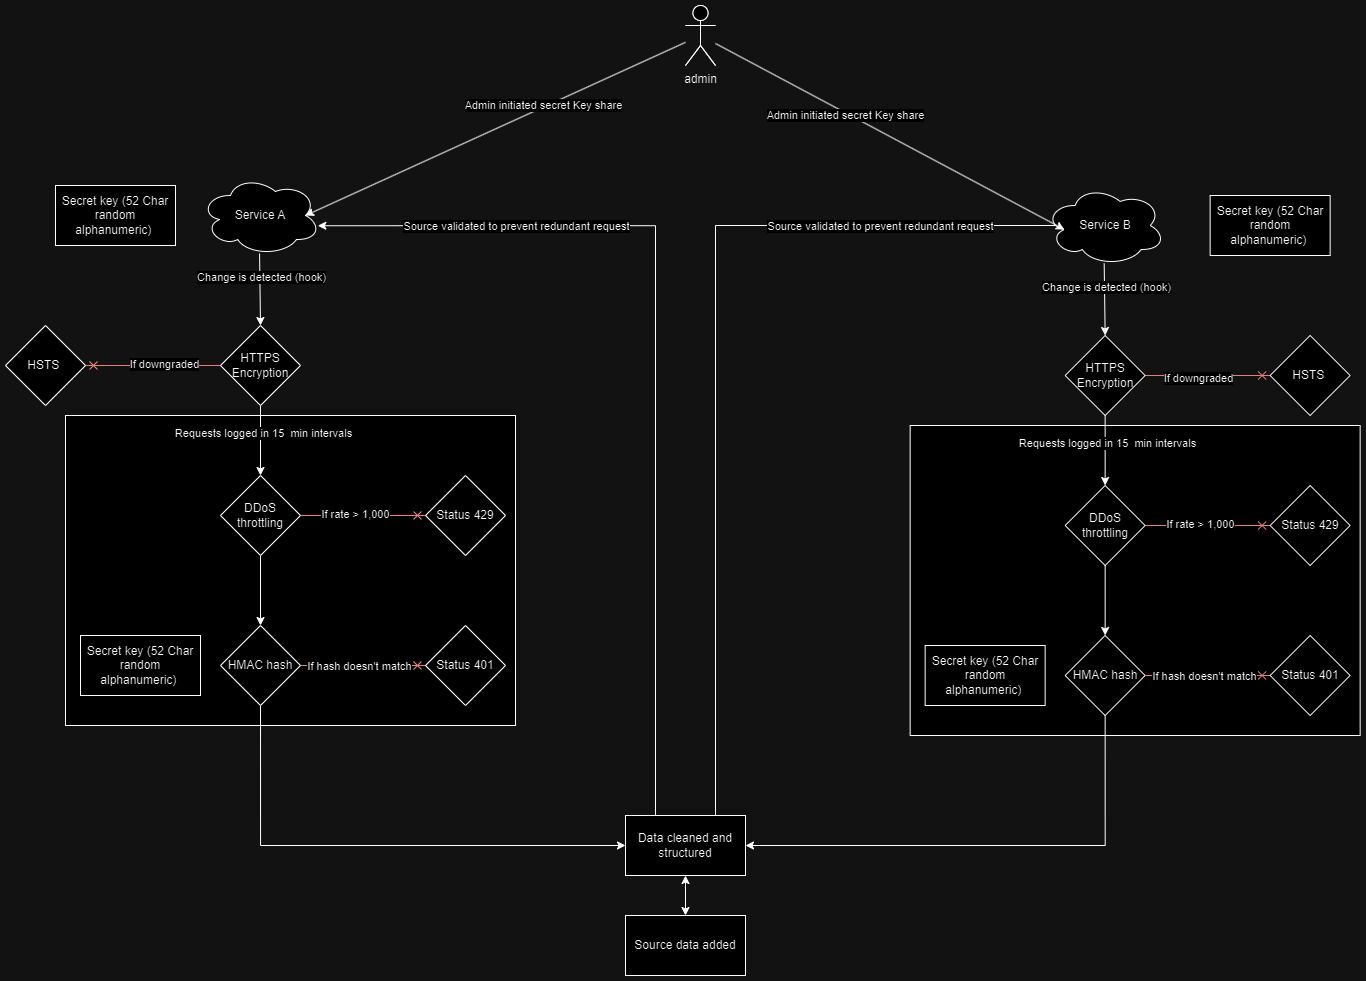 admin
Admin initiated secret Key share
Admin initiated secret Key share
Secret key (52 Char
random
alphanumeric)
Service A
Source validated to prevent redundant request
Source validated to prevent redundant request
Service B
Secret key (52 Char
random
alphanumeric)
Change is detected (hook)
Change is detected (hook)
HSTS
If downgraded
HTTPS
Encryption
HTTPS
Encryption
If downgraded
HSTS
Requests logged in 15  min intervals
Requests logged in 15  min intervals
DDoS
throttling
If rate > 1,000
Status 429
DDoS
throttling
If rate > 1,000
Status 429
Secret key (52 Char
random
alphanumeric)
HMAC hash
If hash doesn't match
Status 401
Secret key (52 Char
random
alphanumeric)
HMAC hash
If hash doesn't match
Status 401
Data cleaned and
structured
Source data added